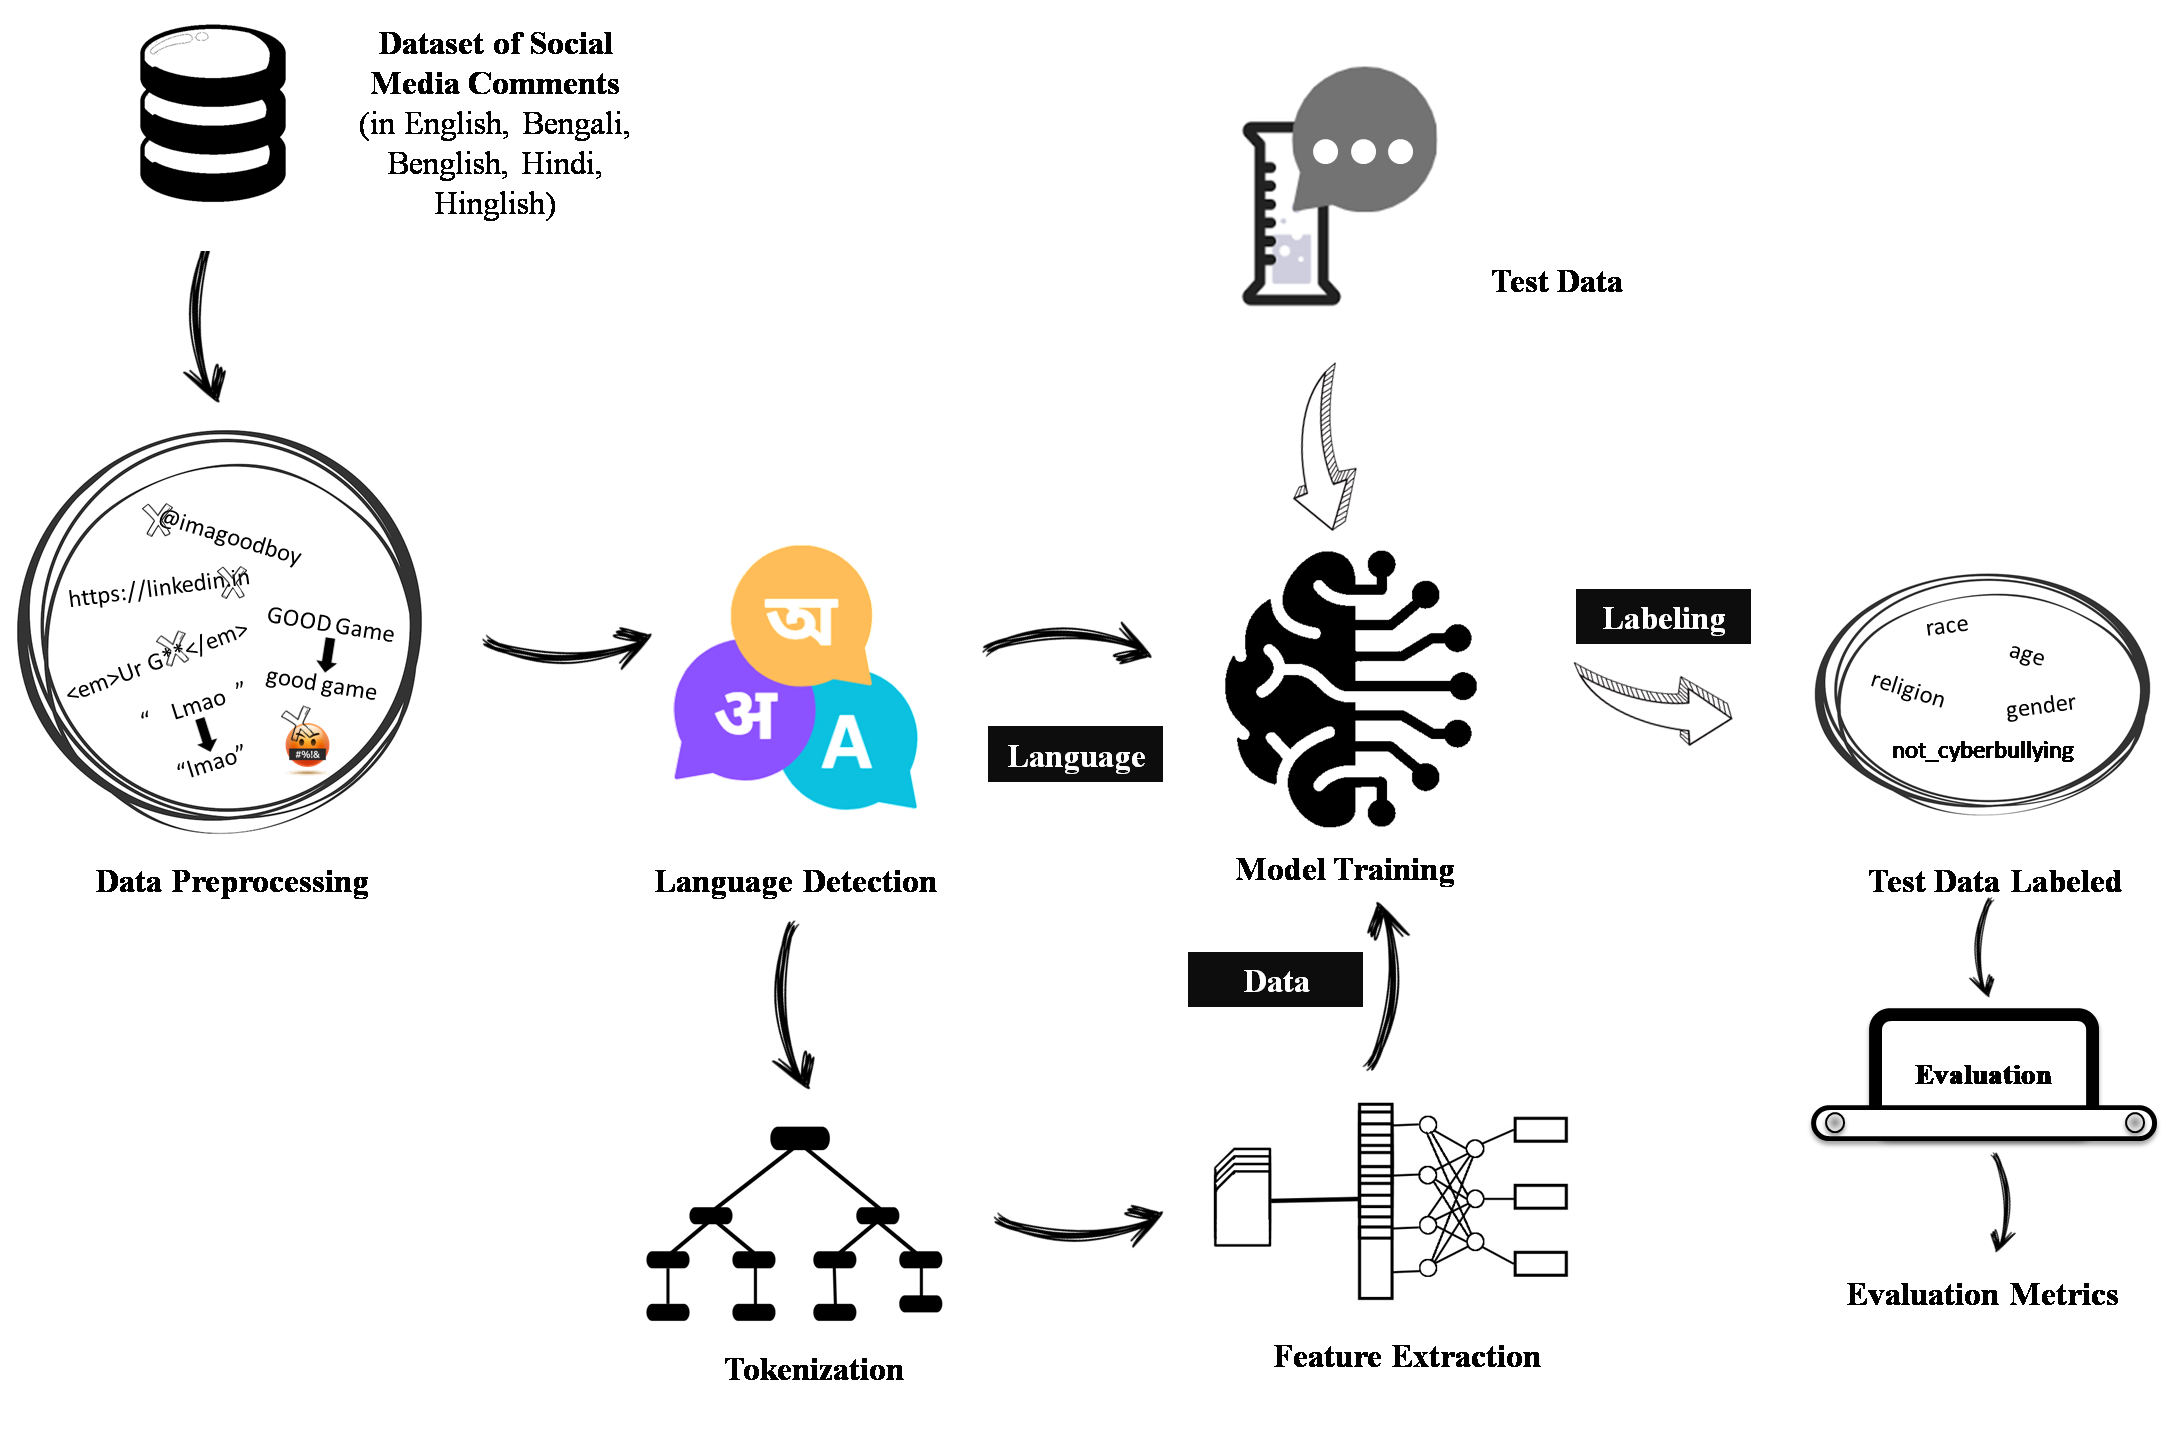 Dataset of Social
Media Comments
(in English, Bengali,
Benglish, Hindi,
Hinglish)
Test Data
@imagoodboy
https://linkedin.in
<em>Ur G**</em>
GOOD Game
good game
“ Lmao ”
“lmao”
#%!&
Data Preprocessing
অ
अ
A
Language Detection
Language
Model Training
Labeling
race
age
religion
gender
not_cyberbullying
Test Data Labeled
Data
Evaluation
Evaluation Metrics
Tokenization
Feature Extraction